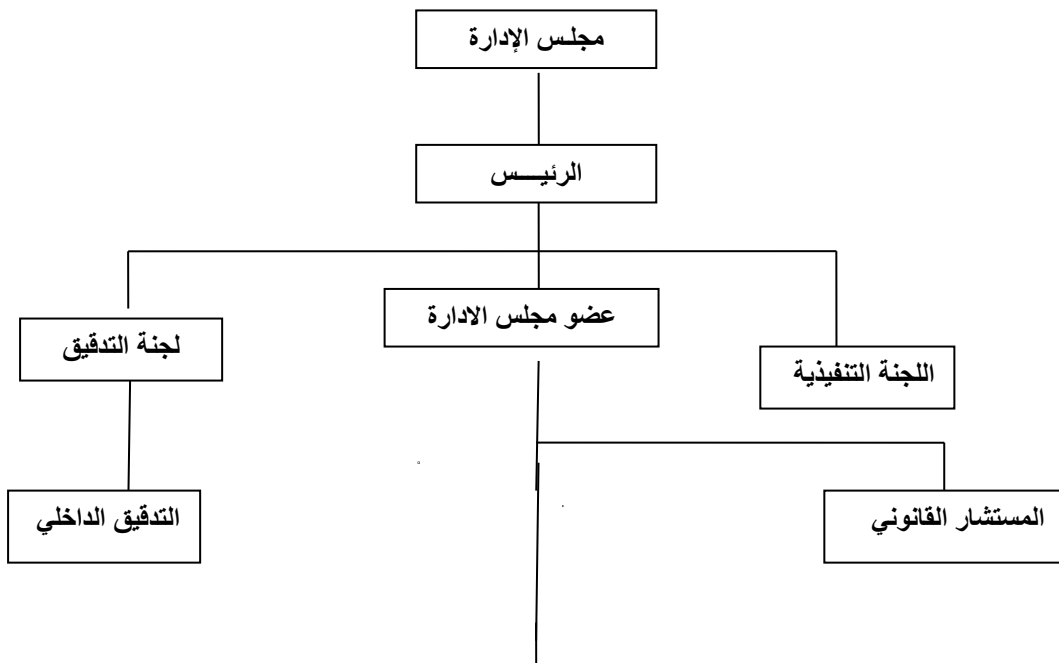 مجلس الإدارة
الرئيـــس
عضو مجلس الادارة
لجنة التدقيق
اللجنة التنفيذية
المستشار القانوني
التدقيق الداخلي